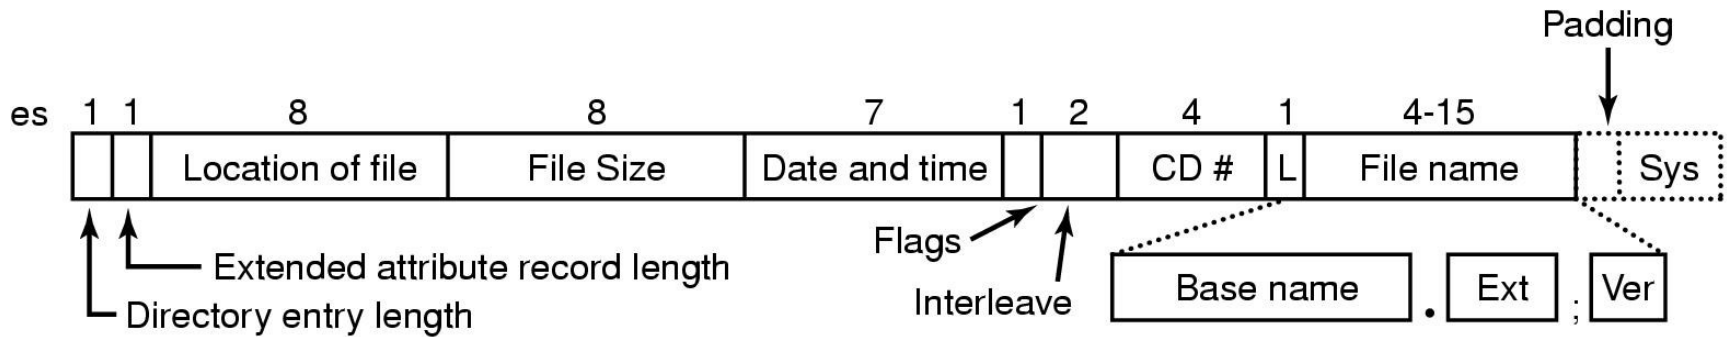 Padding
es 1 1 8 8 7 1 2 4 1 4-15
Location of file File Size Date and time CD # L File name Sys
Flags
Extended attribute record length
Interleave
Base name . Ext ; Ver
Directory entry length